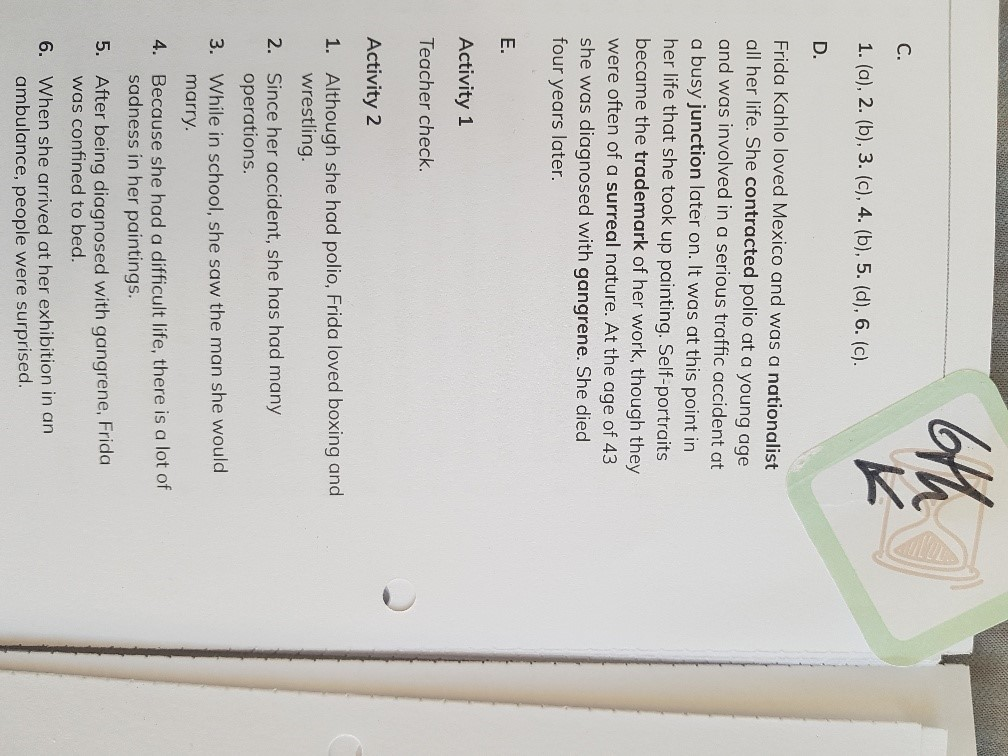 C.
1. (a), 2. (b), 3. (c), 4. (b), 5. (d), 6. (c).
D.
Frida Kahlo loved Mexico and was a nationalist
all her life. She contracted polio at a young age
and was involved in a serious traffic accident at
a busy junction later on. It was at this point in
her life that she took up painting. Self-portraits
became the trademark of her work, though they
were often of a surreal nature. At the age of 43
she was diagnosed with gangrene. She died
four years later.
E.
Activity 1
Teacher check.
Activity 2
1. Although she had polio, Frida loved boxing and
wrestling.
2. Since her accident, she has had many
operations.
3. While in school, she saw the man she would
marry.
4. Because she had a difficult life, there is a lot of
sadness in her paintings.
5. After being diagnosed with gangrene, Frida
was confined to bed.
6. When she arrived at her exhibition in an
ambulance, people were surprised.
6th